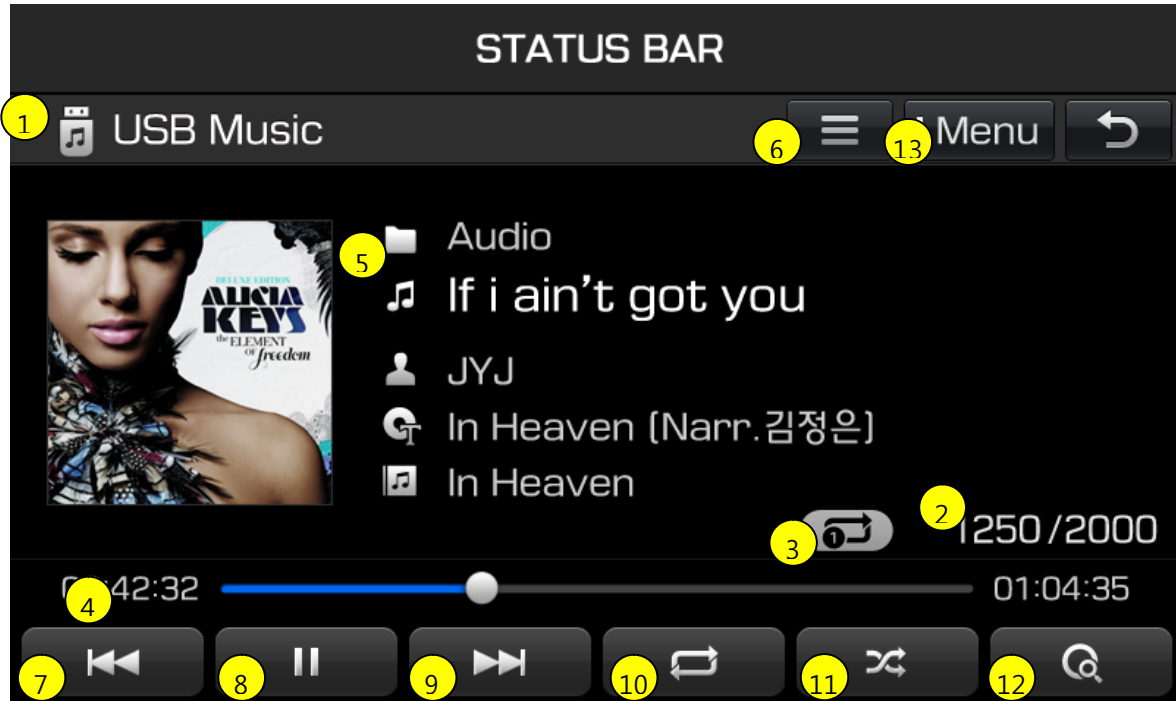 STATUS BAR
1 USB Music 6 13 Menu
DELUXE EDITION
ALICIA
KEYS
the ELEMENT
OF freedom
5 Audio
If i ain't got you
JYJ
In Heaven (Narr.김정은)
In Heaven
3 2 1250/2000
4 :42:32 01:04:35
7 8 9 10 11 12